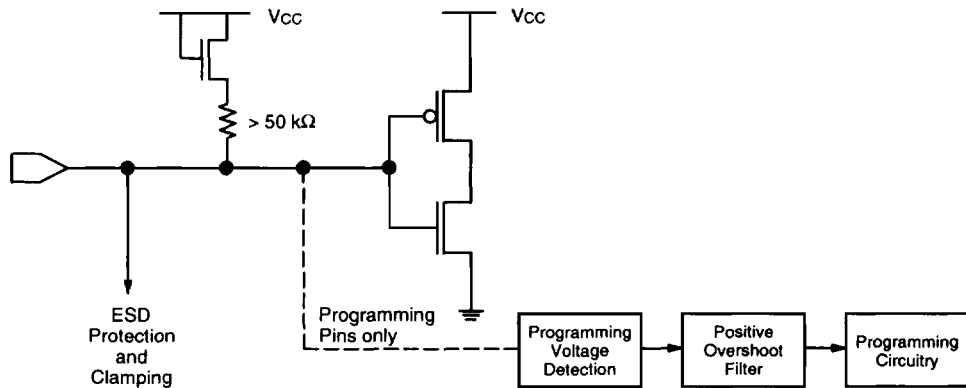 VCC
VCC
> 50 kΩ
ESD
Protection
and
Clamping
Programming
Pins only
Programming
Voltage
Detection
Positive
Overshoot
Filter
Programming
Circuitry